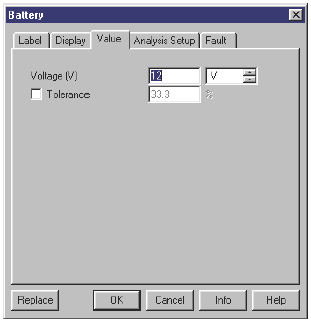 Battery
Label Display Value Analysis Setup Fault
Voltage (V) 12 V
Tolerance 33.3 %
Replace OK Cancel Info Help